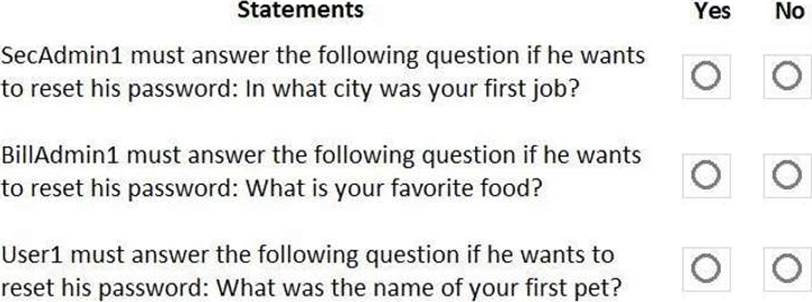 Statements Yes No
SecAdmin1 must answer the following question if he wants
to reset his password: In what city was your first job?
BillAdmin1 must answer the following question if he wants
to reset his password: What is your favorite food?
User1 must answer the following question if he wants to
reset his password: What was the name of your first pet?